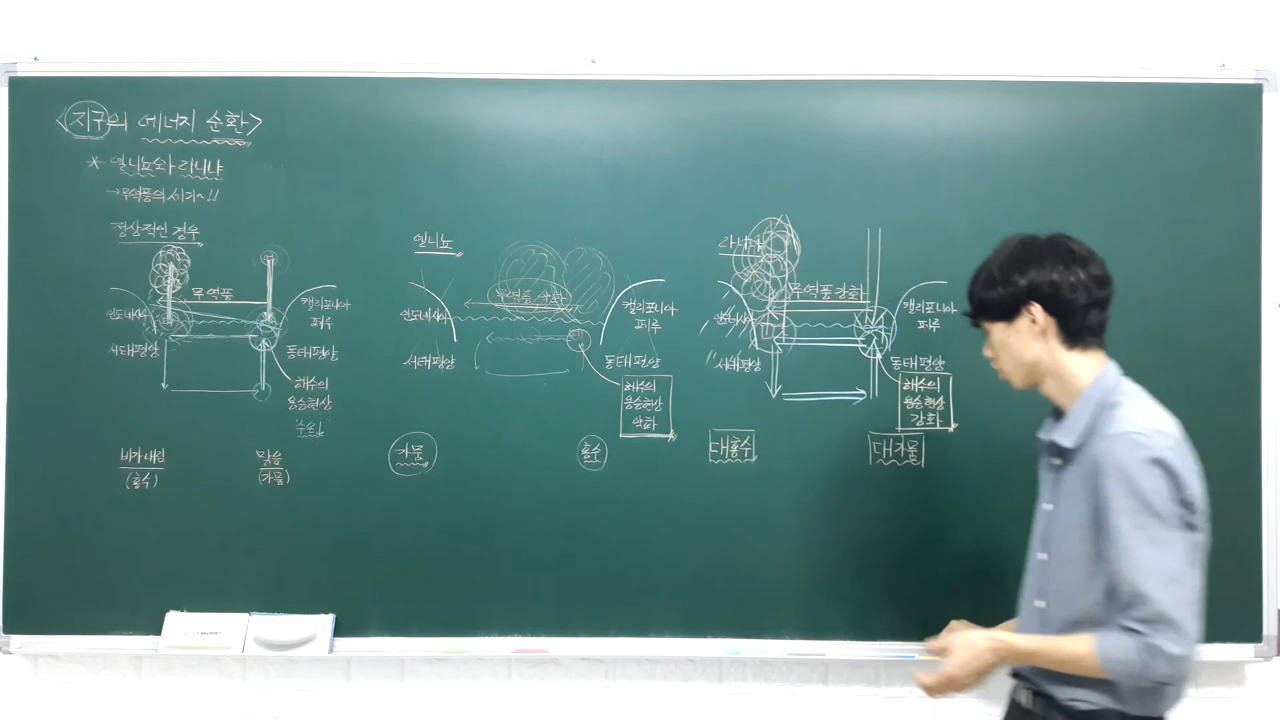 <지구의 에너지 순환>
* 엘니뇨와 라니냐
→무역풍의 세기~!!
정상적인 경우
무역풍
인도네시아
캘리포니아
페루
서태평양
동태평양
해수의
용승현상
수온↓
비가 내림
(홍수)
맑음
(가뭄)
엘니뇨
무역풍 약화
인도네시아
캘리포니아
페루
서태평양
동태평양
해수의
용승현상
약화
가뭄
홍수
라니냐
무역풍 강화
인도네시아
캘리포니아
페루
서태평양
동태평양
해수의
용승현상
강화
대홍수
대가뭄